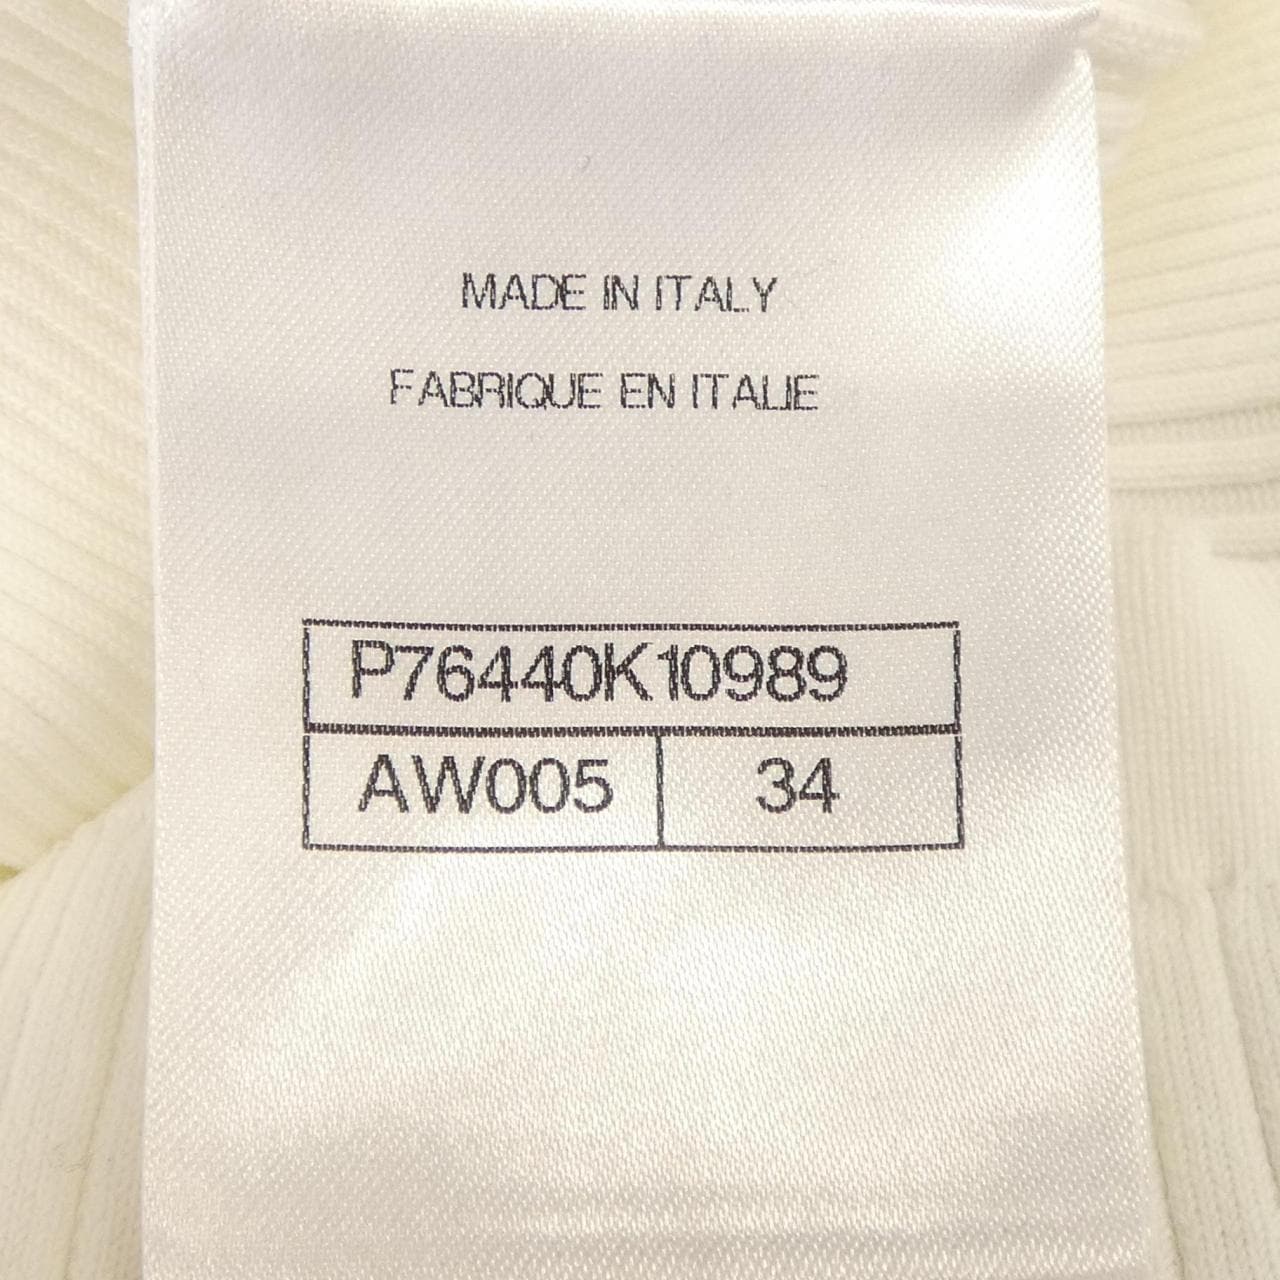 MADE IN ITALY
FABRIQUE EN ITALIE
P76440K10989
AW005 34